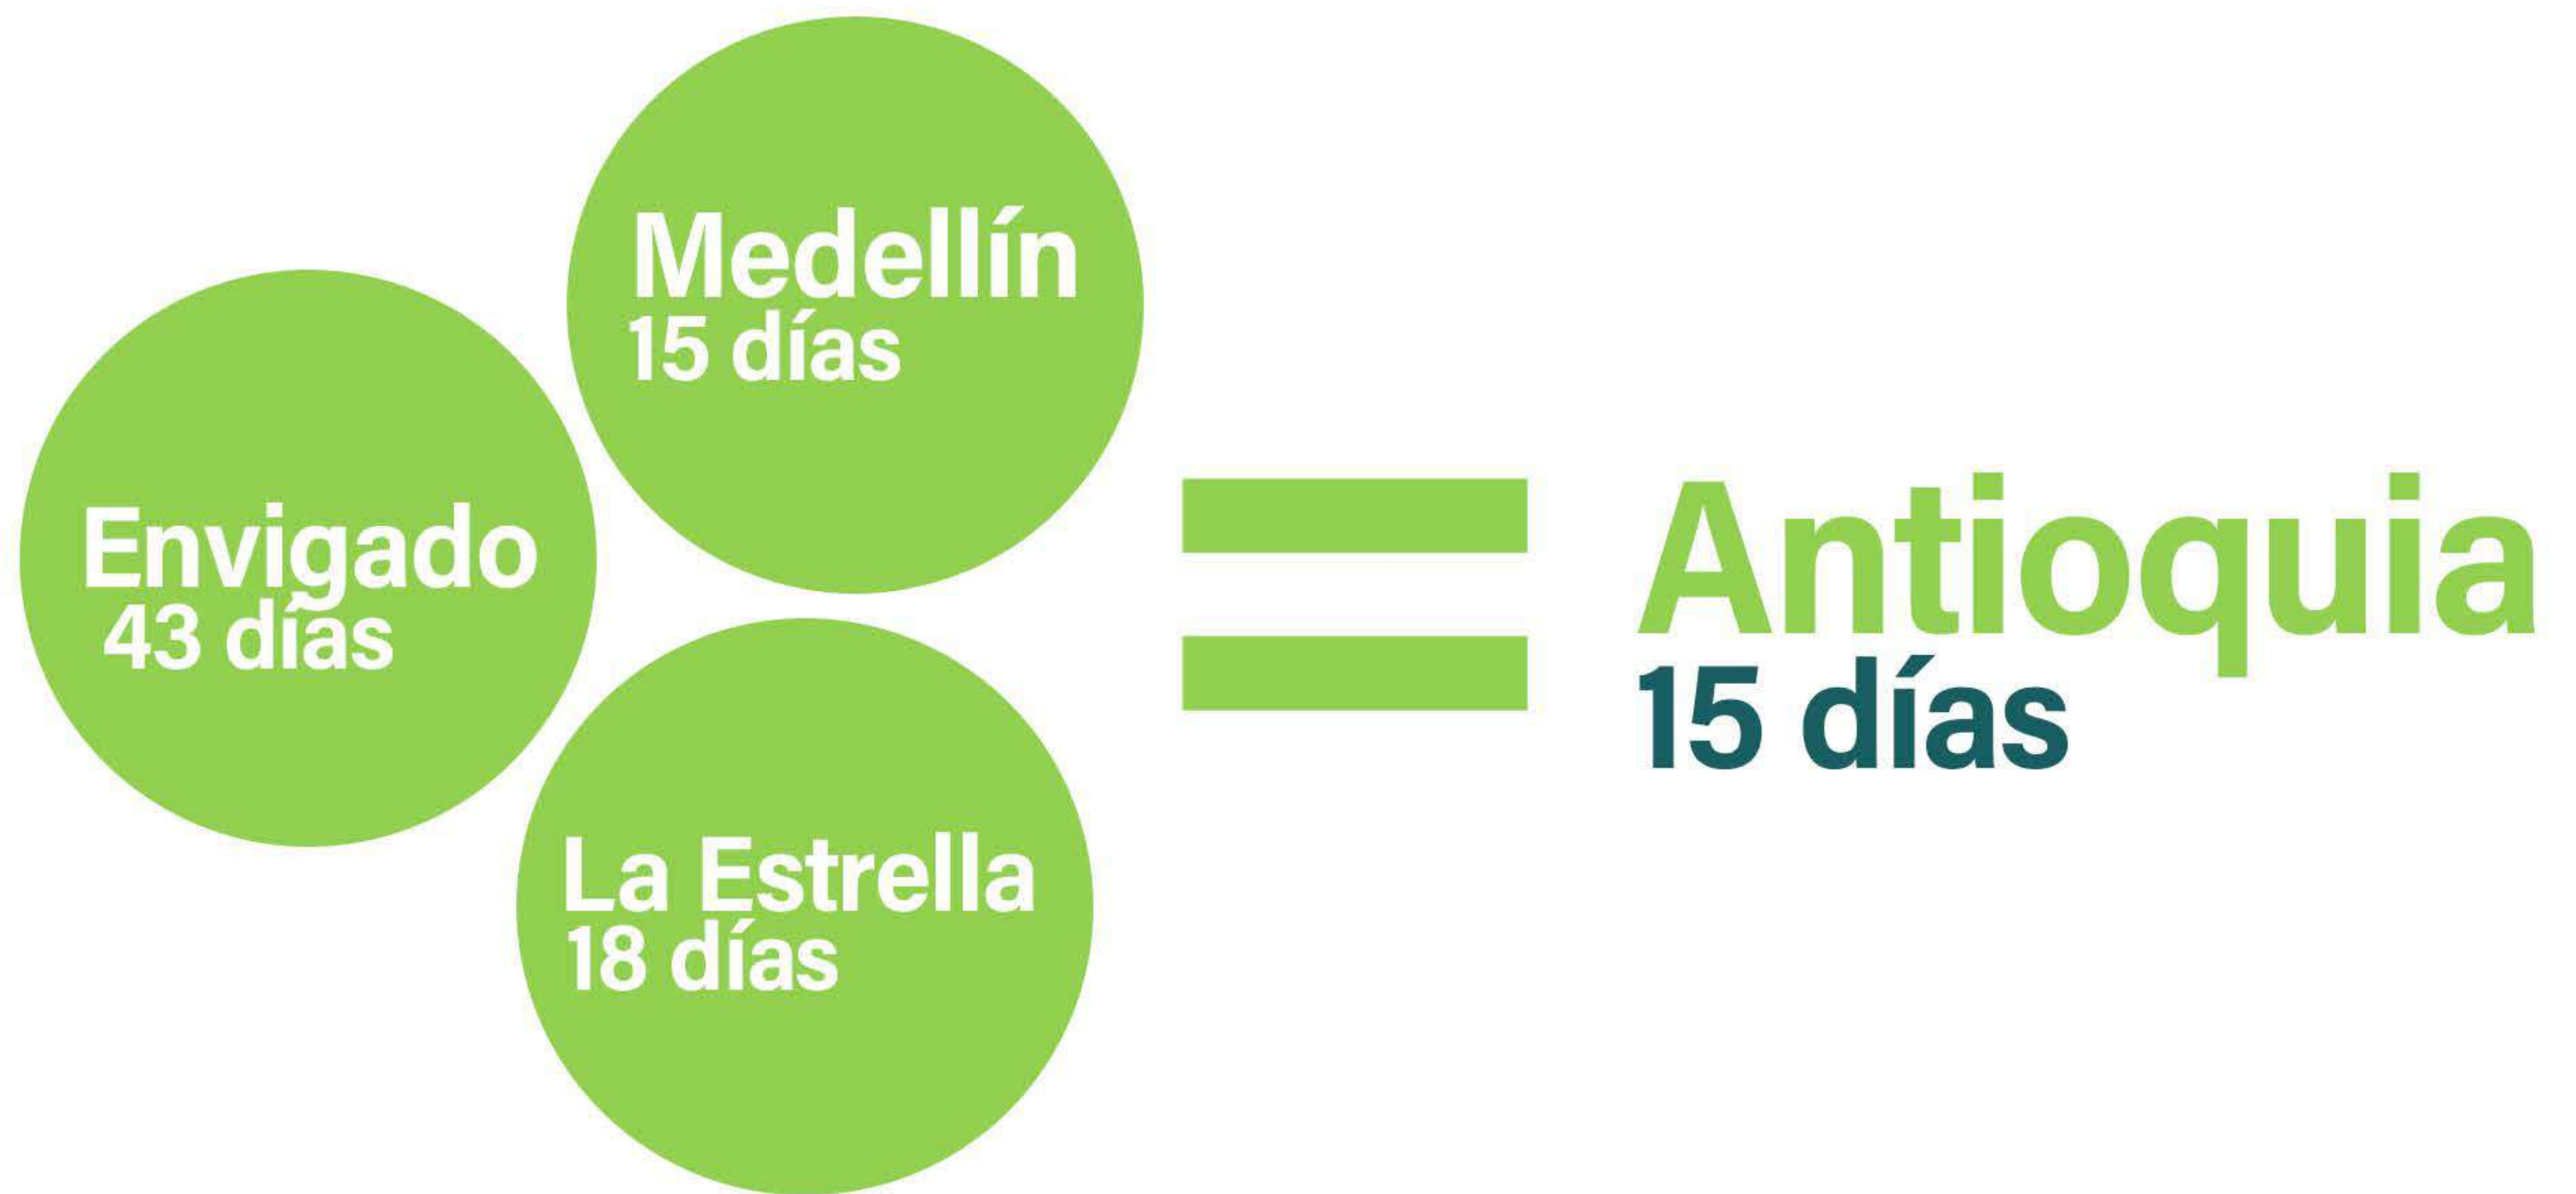 Medellín
15 días
Envigado
43 días
La Estrella
18 días
Antioquia
15 días